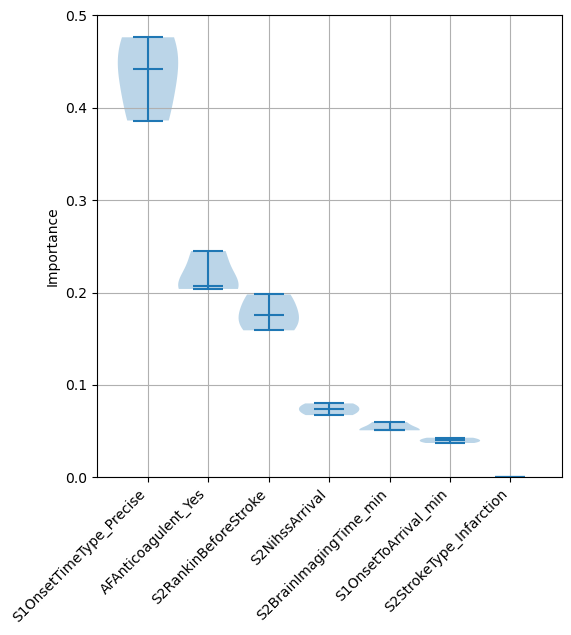 0.5
0.4
0.3
0.2
0.1
0.0
Importance
S1OnsetTimeType_Precise
AFAnticoagulent_Yes
S2RankinBeforeStroke
S2NihssArrival
S2BrainImagingTime_min
S1OnsetToArrival_min
S2StrokeType_Infarction